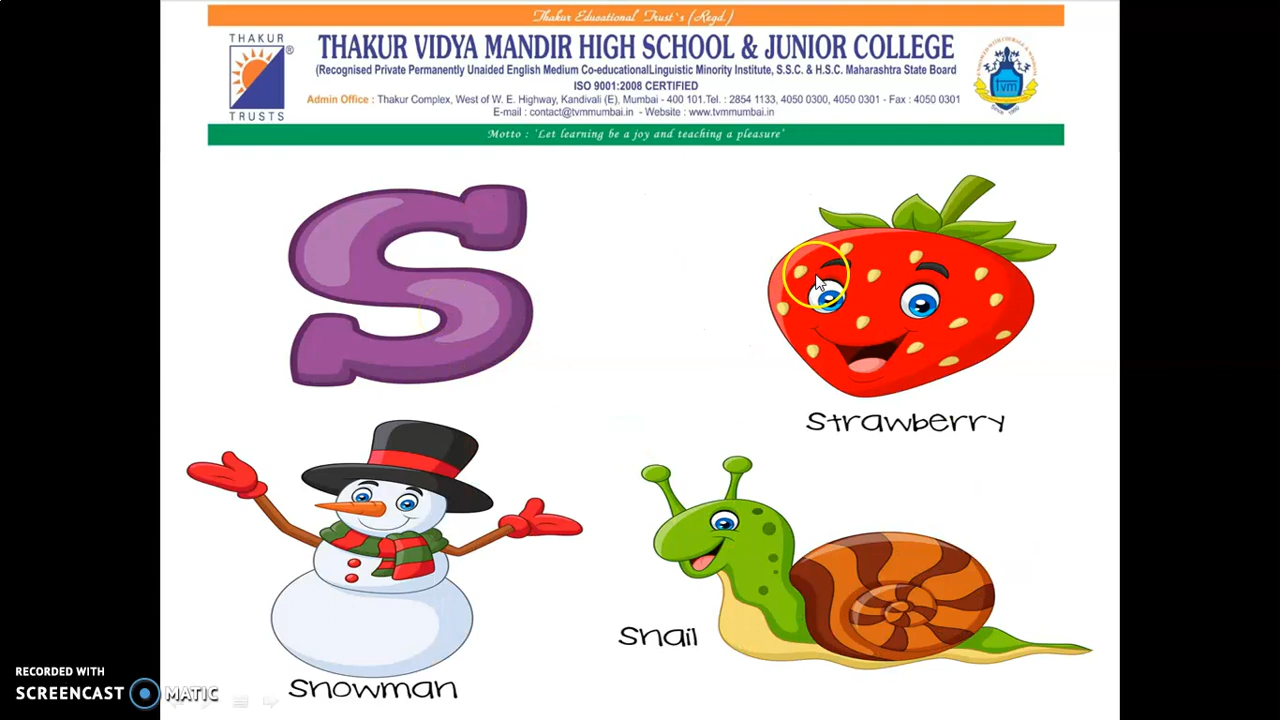 Thakur Educational Trust`s (Regd.)
THAKUR
TRUSTS
®
THAKUR VIDYA MANDIR HIGH SCHOOL & JUNIOR COLLEGE
(Recognised Private Permanently Unaided English Medium Co-educationalLinguistic Minority Institute, S.S.C. & H.S.C. Maharashtra State Board
ISO 9001:2008 CERTIFIED
Admin Office : Thakur Complex, West of W. E. Highway, Kandivali (E), Mumbai - 400 101.Tel. : 2854 1133, 4050 0300, 4050 0301 - Fax : 4050 0301
E-mail : contact@tvmmumbai.in - Website : www.tvmmumbai.in
tvm
Motto : 'Let learning be a joy and teaching a pleasure'
S
Strawberry
Snowman
Snail
RECORDED WITH
SCREENCAST MATIC